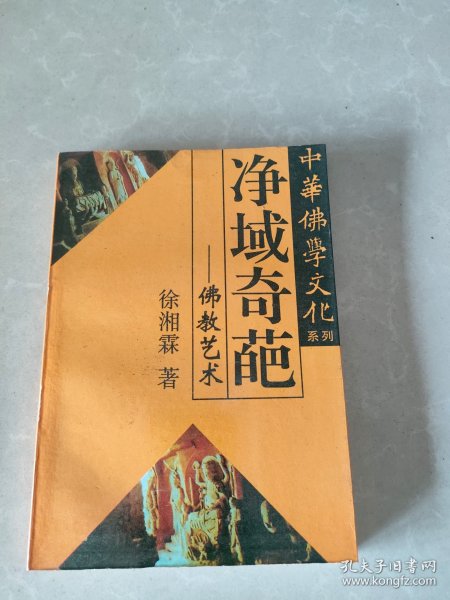 中華佛學文化
系列
净域奇葩
——佛教艺术
徐湘霖 著
孔夫子旧书网
www.kongfz.com